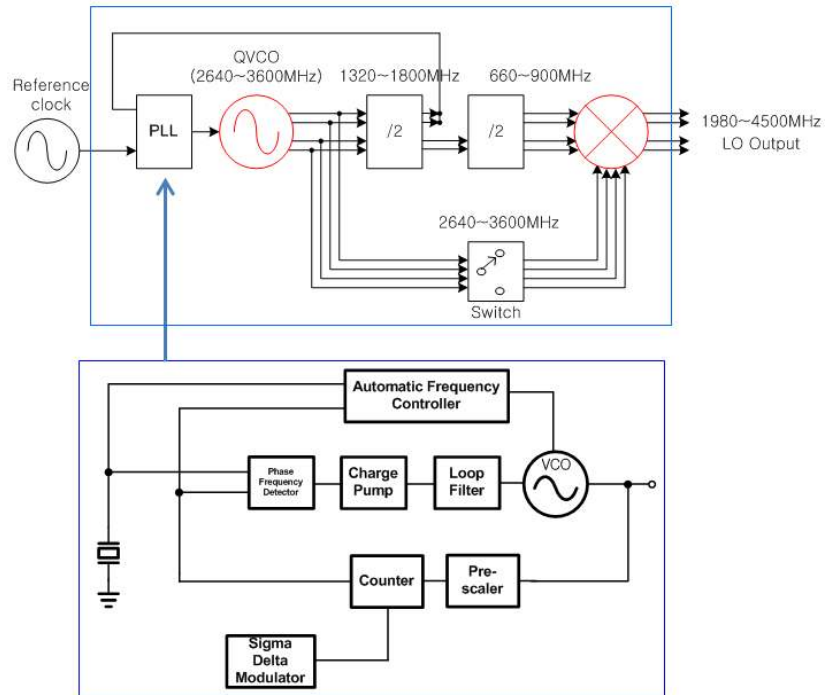 QVCO
(2640~3600MHz)
1320~1800MHz
660~900MHz
Reference
clock
PLL
/2
/2
1980~4500MHz
LO Output
2640~3600MHz
Switch
Automatic Frequency
Controller
Phase
Frequency
Detector
Charge
Pump
Loop
Filter
VCO
Counter
Pre-
scaler
Sigma
Delta
Modulator